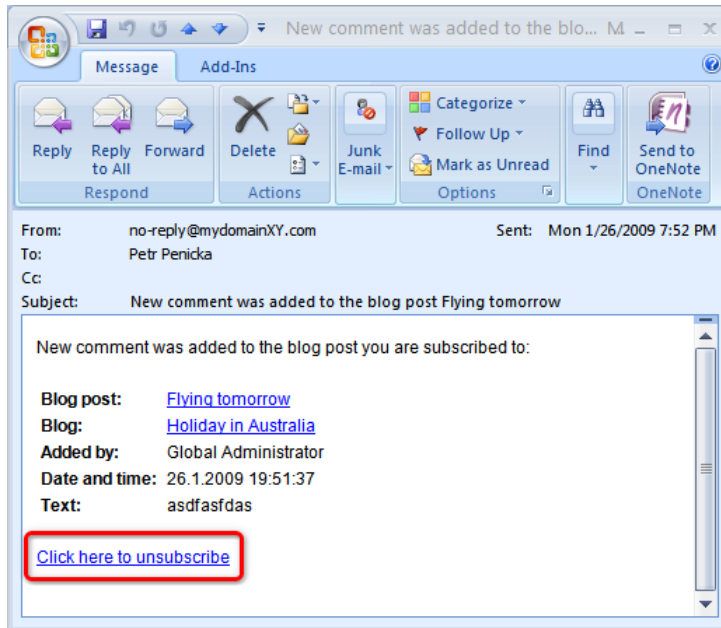 New comment was added to the blo... M
Message Add-Ins
Reply Reply to All Forward Delete Junk E-mail Categorize Follow Up Mark as Unread Find Send to OneNote
Respond Actions Options OneNote
From: no-reply@mydomainXY.com Sent: Mon 1/26/2009 7:52 PM
To: Petr Penicka
Cc:
Subject: New comment was added to the blog post Flying tomorrow
New comment was added to the blog post you are subscribed to:
Blog post: Flying tomorrow
Blog: Holiday in Australia
Added by: Global Administrator
Date and time: 26.1.2009 19:51:37
Text: asdfasfdas
Click here to unsubscribe